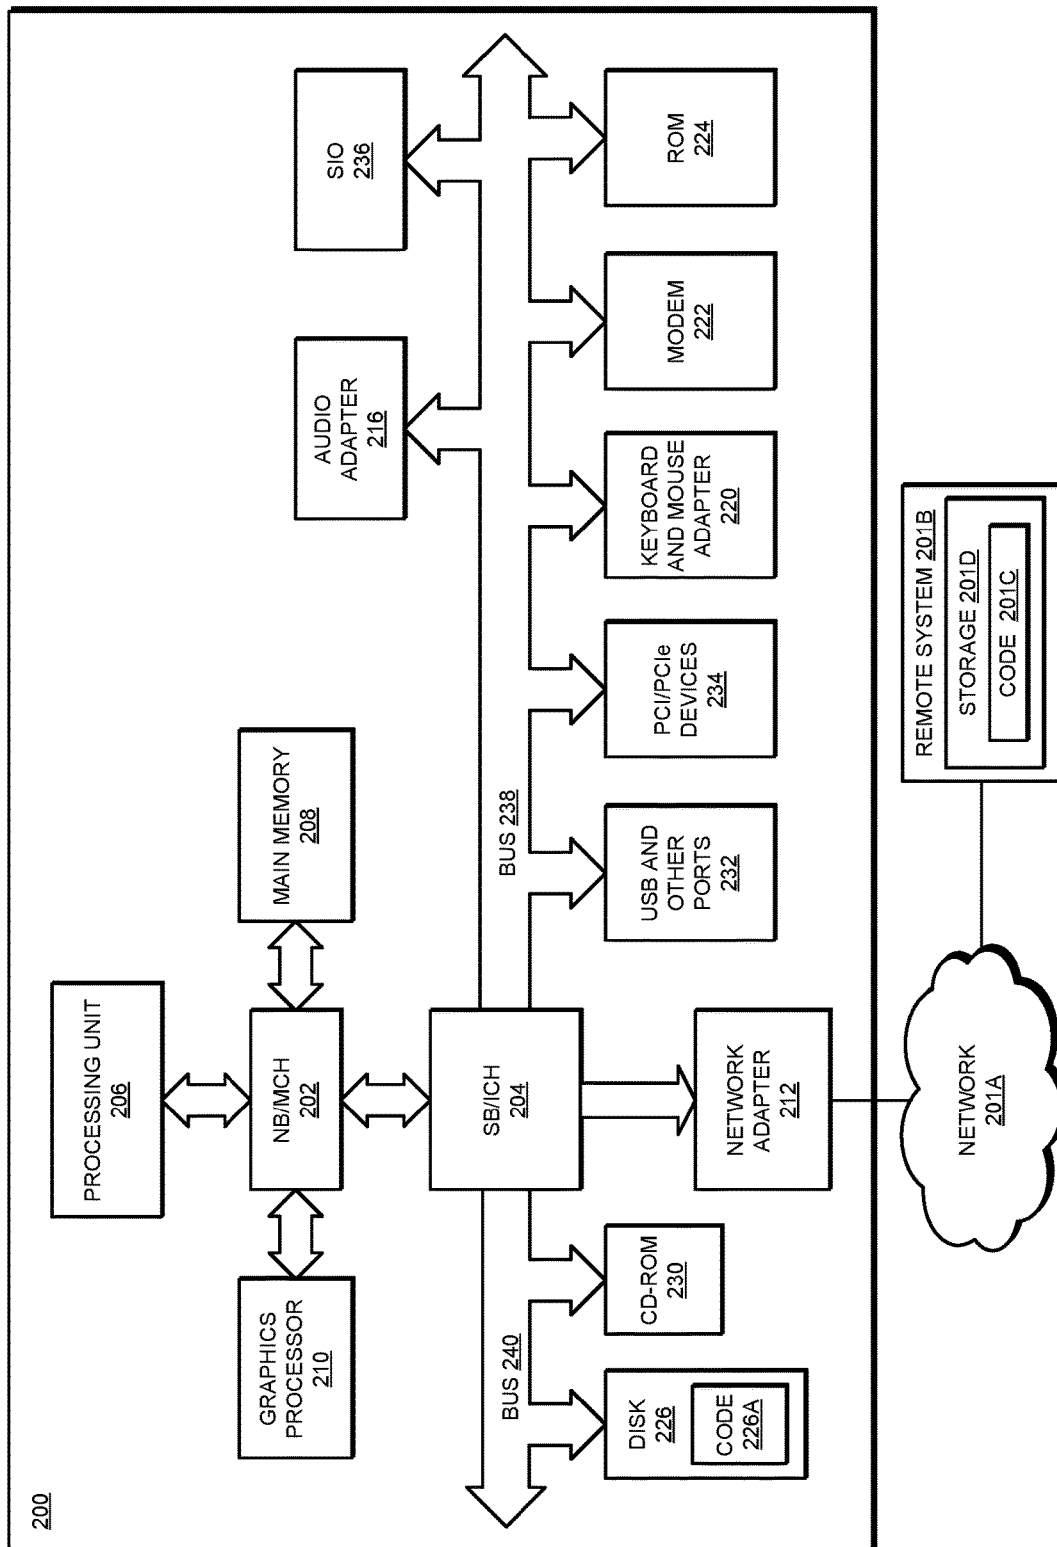 200
PROCESSING UNIT
206
GRAPHICS
PROCESSOR
210
NB/MCH
202
MAIN MEMORY
208
AUDIO
ADAPTER
216
SIO
236
SB/ICH
204
BUS 240
BUS 238
DISK
226
CODE
226A
CD-ROM
230
NETWORK
ADAPTER
212
USB AND
OTHER
PORTS
232
PCI/PCIe
DEVICES
234
KEYBOARD
AND MOUSE
ADAPTER
220
MODEM
222
ROM
224
NETWORK
201A
REMOTE SYSTEM 201B
STORAGE 201D
CODE 201C